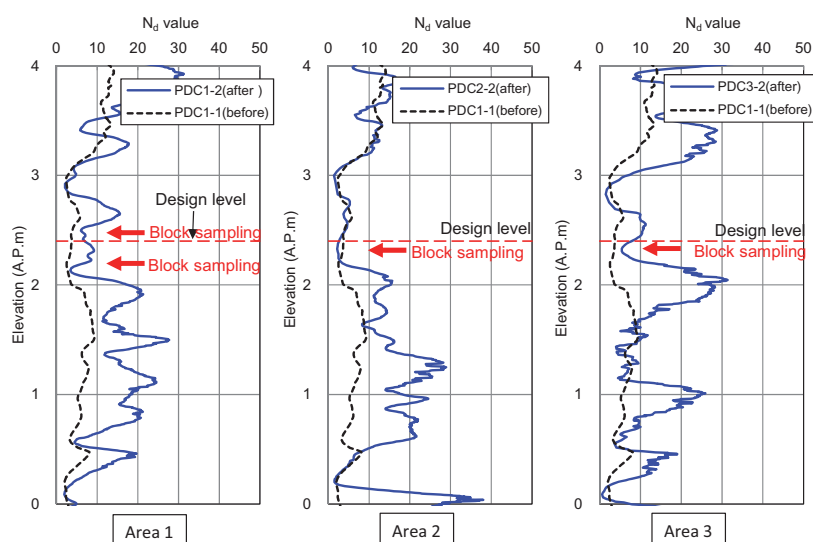 Nd value
0 10 20 30 40 50
4
3
2
1
0
Elevation (A.P.m)
PDC1-2(after )
PDC1-1(before)
Design level
Block sampling
Block sampling
Area 1
Nd value
0 10 20 30 40 50
4
3
2
1
0
Elevation (A.P.m)
PDC2-2(after)
PDC1-1(before)
Design level
Block sampling
Area 2
Nd value
0 10 20 30 40 50
4
3
2
1
0
Elevation (A.P.m)
PDC3-2(after)
PDC1-1(before)
Design level
Block sampling
Area 3